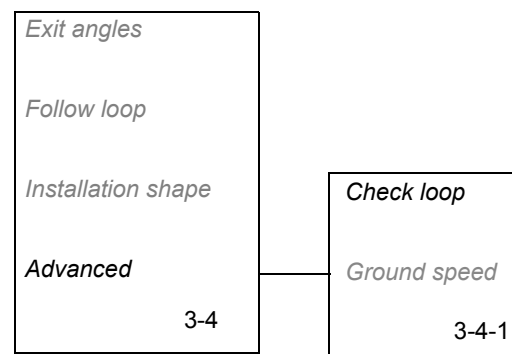 Exit angles
Follow loop
Installation shape
Advanced
3-4
Check loop
Ground speed
3-4-1